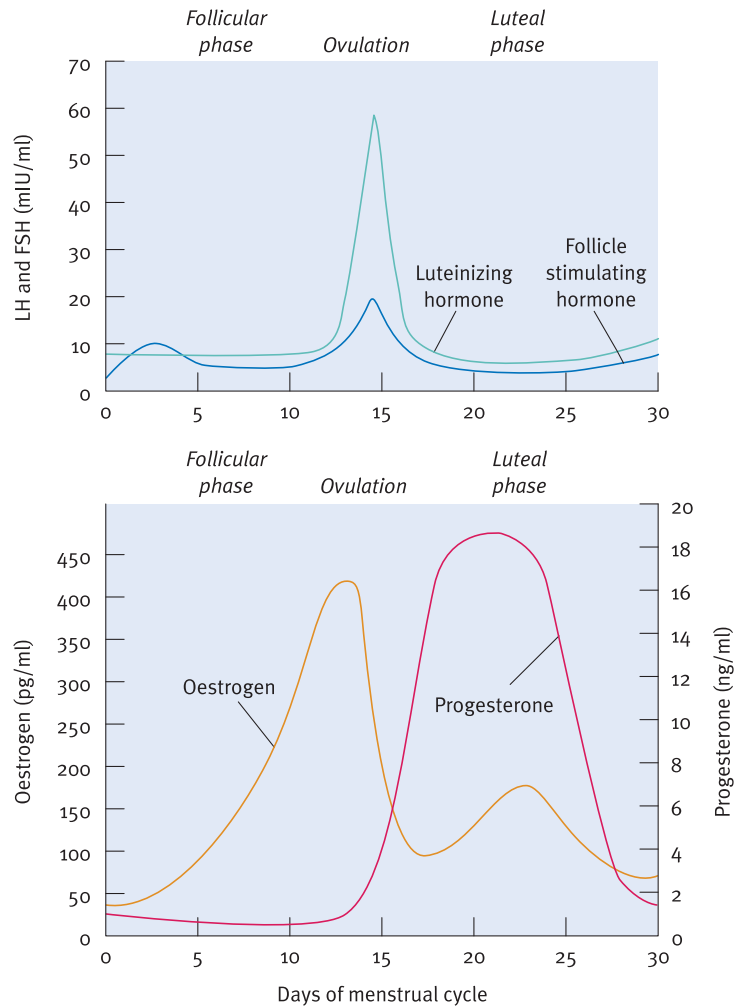 Follicular
phase
Ovulation
Luteal
phase
70
60
50
40
30
20
10
0
LH and FSH (mIU/ml)
Luteinizing
hormone
Follicle
stimulating
hormone
0 5 10 15 20 25 30
Follicular
phase
Ovulation
Luteal
phase
450
400
350
300
250
200
150
100
50
0
Oestrogen (pg/ml)
Oestrogen
Progesterone
20
18
16
14
12
10
8
6
4
2
0
Progesterone (ng/ml)
0 5 10 15 20 25 30
Days of menstrual cycle